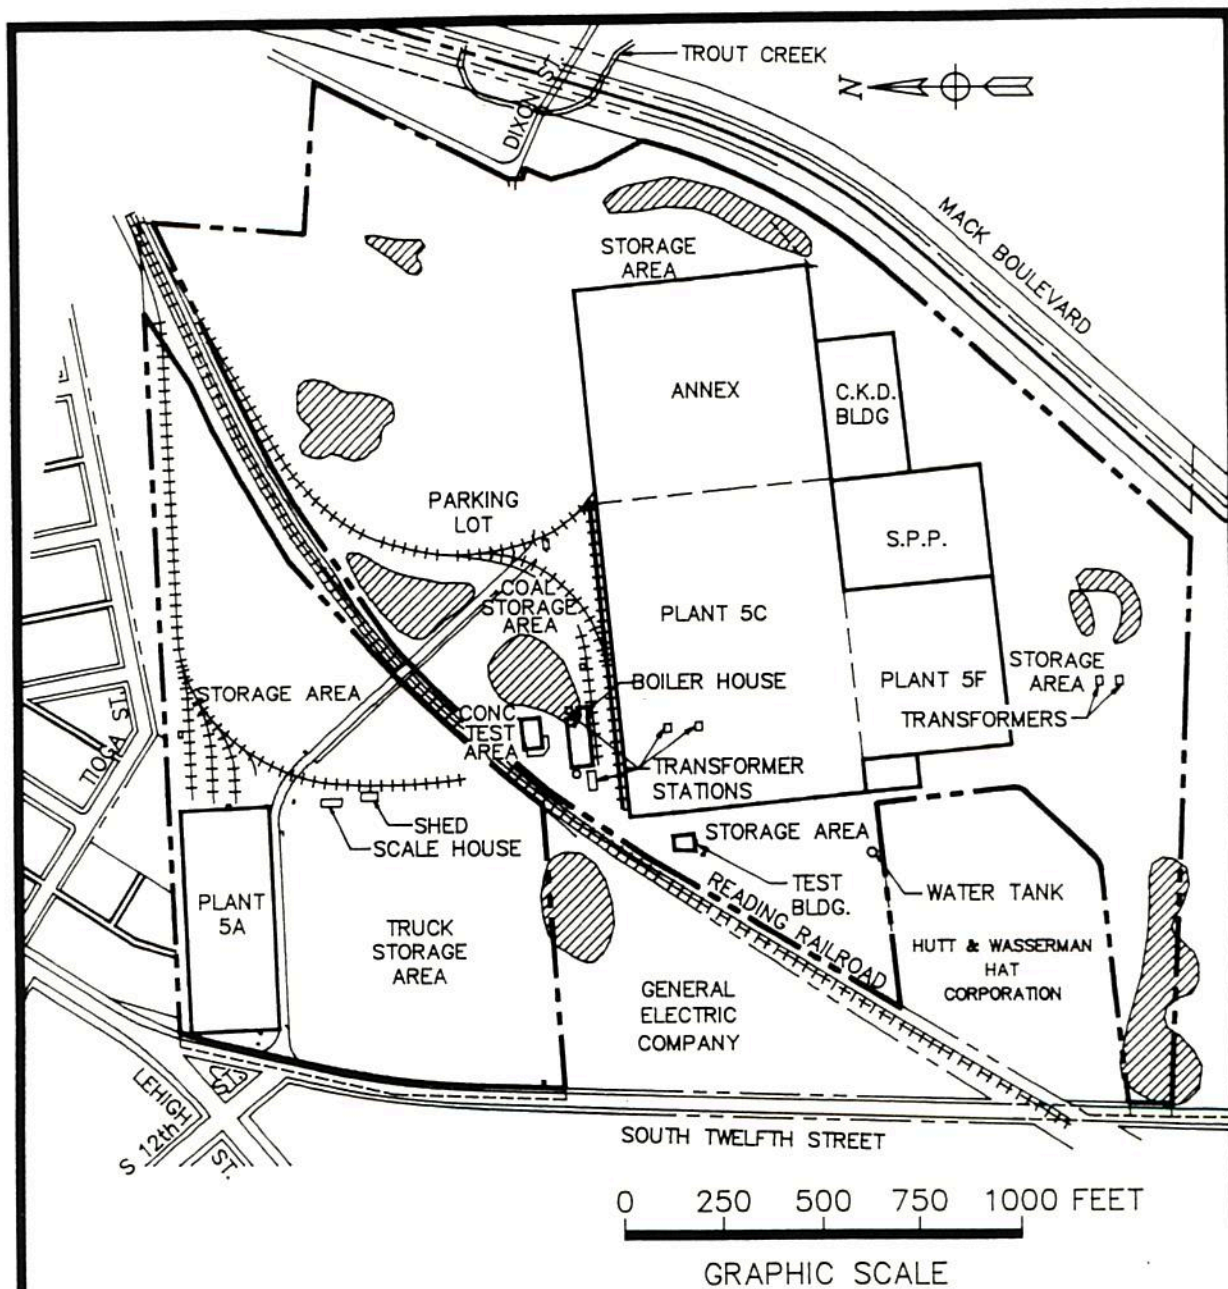 TROUT CREEK
N
DIXON ST.
MACK BOULEVARD
STORAGE
AREA
ANNEX
C.K.D.
BLDG
PARKING
LOT
S.P.P.
COAL
STORAGE
AREA
PLANT 5C
STORAGE
AREA
BOILER HOUSE
PLANT 5F
STORAGE AREA
TRANSFORMERS
CONC
TEST
AREA
TIOGA ST.
TRANSFORMER
STATIONS
SHED
SCALE HOUSE
STORAGE AREA
TEST
BLDG.
WATER TANK
PLANT
5A
TRUCK
STORAGE
AREA
READING RAILROAD
HUTT & WASSERMAN
HAT
CORPORATION
GENERAL
ELECTRIC
COMPANY
LEHIGH
ST.
S 12th
ST.
SOUTH TWELFTH STREET
0 250 500 750 1000 FEET
GRAPHIC SCALE